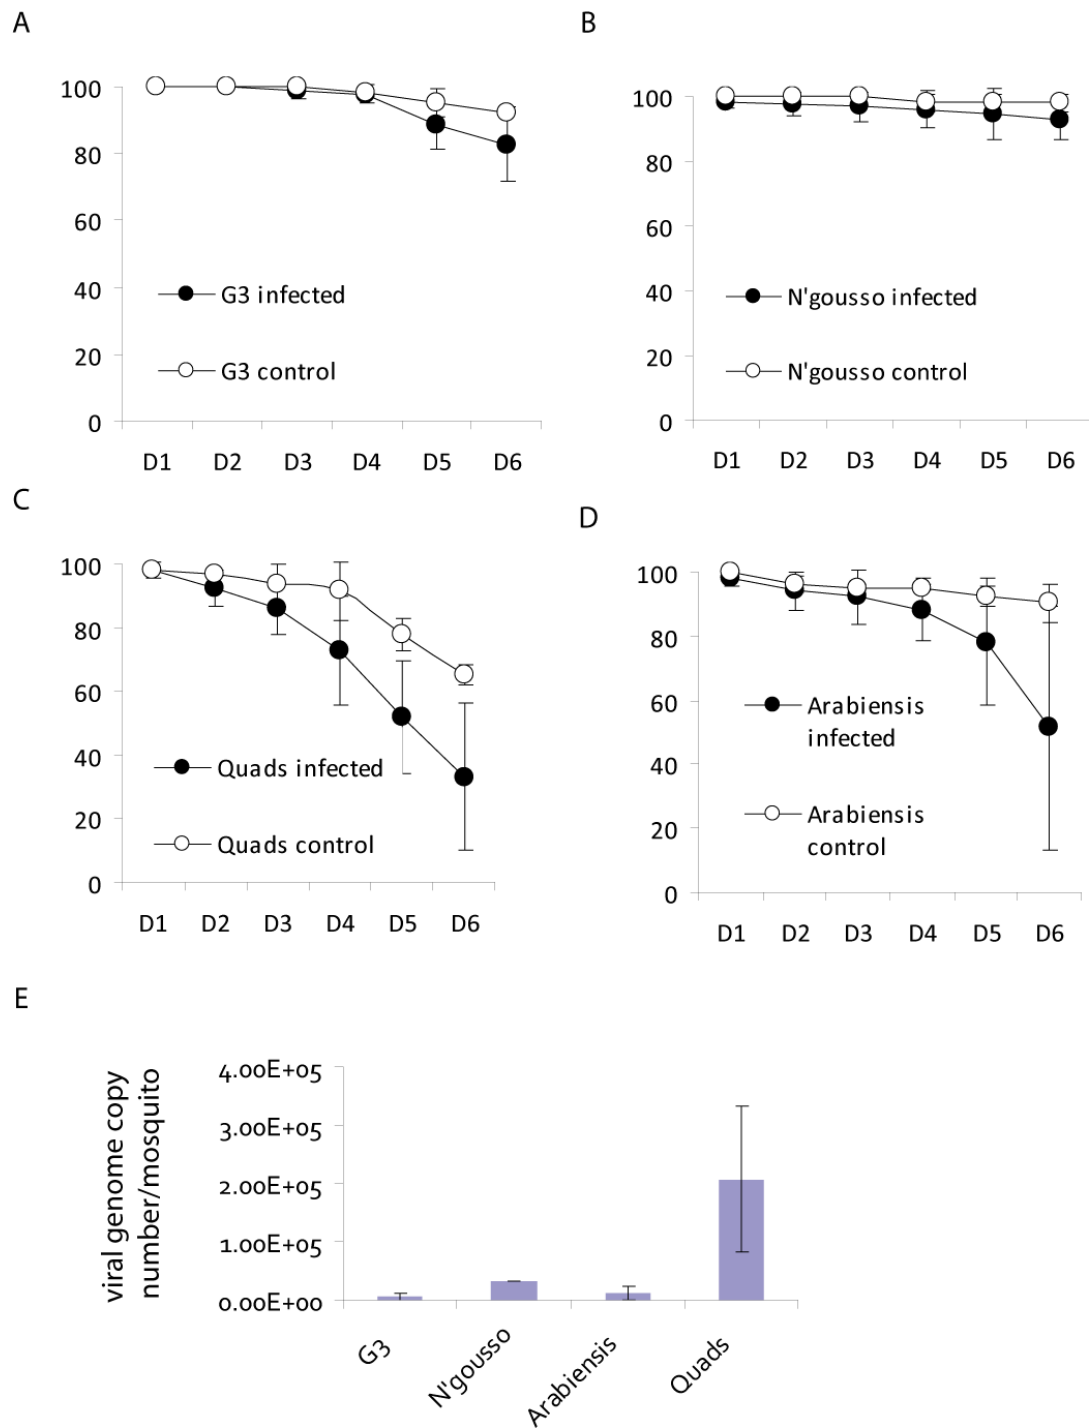 A
100
80
60
40
20
0
G3 infected
G3 control
D1 D2 D3 D4 D5 D6
B
100
80
60
40
20
0
N'gousso infected
N'gousso control
D1 D2 D3 D4 D5 D6
C
100
80
60
40
20
0
Quads infected
Quads control
D1 D2 D3 D4 D5 D6
D
100
80
60
40
20
0
Arabiensis
infected
Arabiensis
control
D1 D2 D3 D4 D5 D6
E
viral genome copy
number/mosquito
4.00E+05
3.00E+05
2.00E+05
1.00E+05
0.00E+00
G3
N'gousso
Arabiensis
Quads